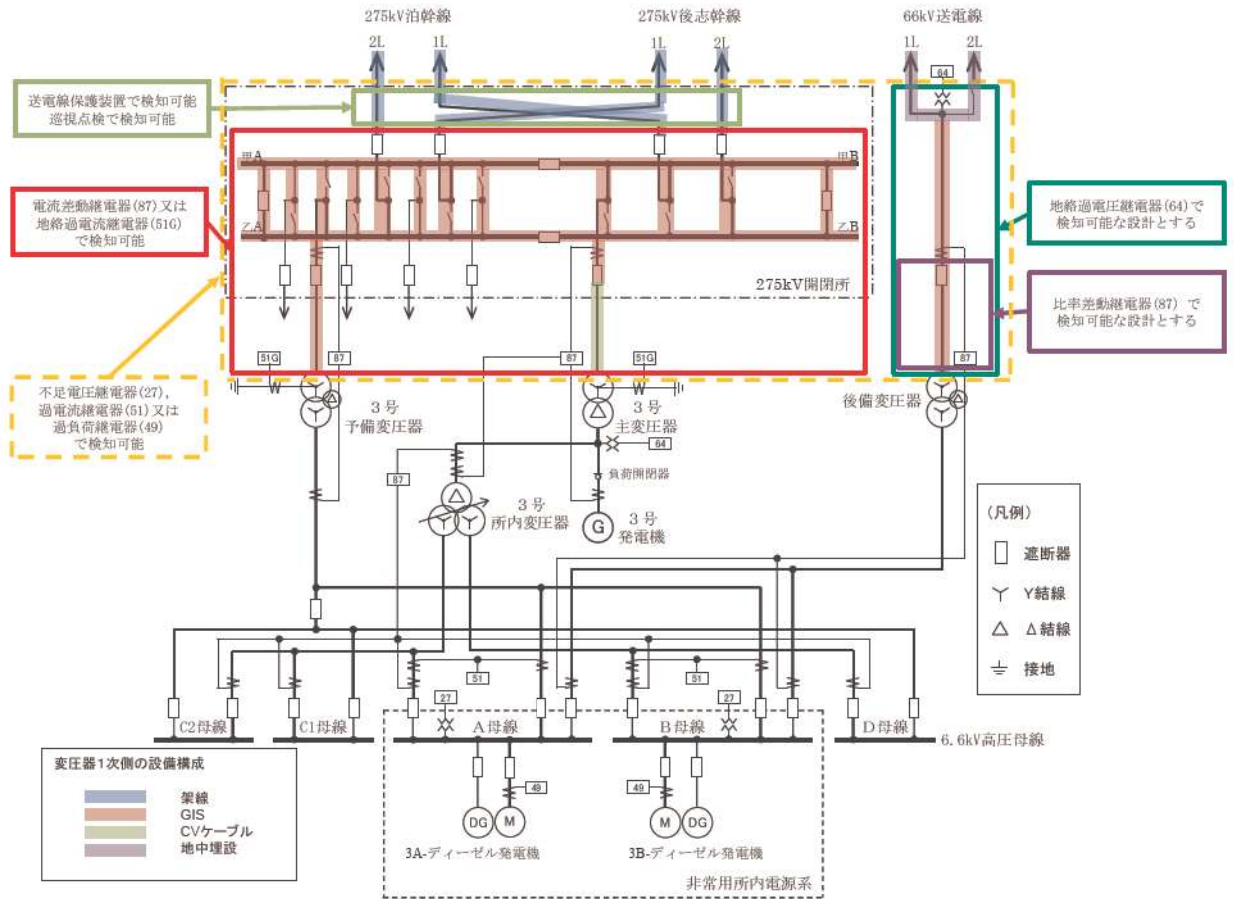 275kV泊幹線
275kV後志幹線
66kV送電線
2L
1L
1L
2L
1L
2L
64
送電線保護装置で検知可能
巡視点検で検知可能
甲A
甲B
乙A
乙B
電流差動継電器(87)又は
地絡過電流継電器(51G)
で検知可能
地絡過電圧継電器(64)で
検知可能な設計とする
275kV開閉所
比率差動継電器(87) で
検知可能な設計とする
51G
87
87
51G
87
不足電圧継電器(27),
過電流継電器(51)又は
過負荷継電器(49)
で検知可能
3号
予備変圧器
3号
主変圧器
後備変圧器
64
87
負荷開閉器
3号
所内変圧器
G
3号
発電機
(凡例)
遮断器
Y結線
Δ結線
接地
51
51
27
27
C2母線
C1母線
A母線
B母線
D母線
6.6kV高圧母線
変圧器1次側の設備構成
架線
GIS
CVケーブル
地中埋設
49
49
DG
M
M
DG
3A-ディーゼル発電機
3B-ディーゼル発電機
非常用所内電源系